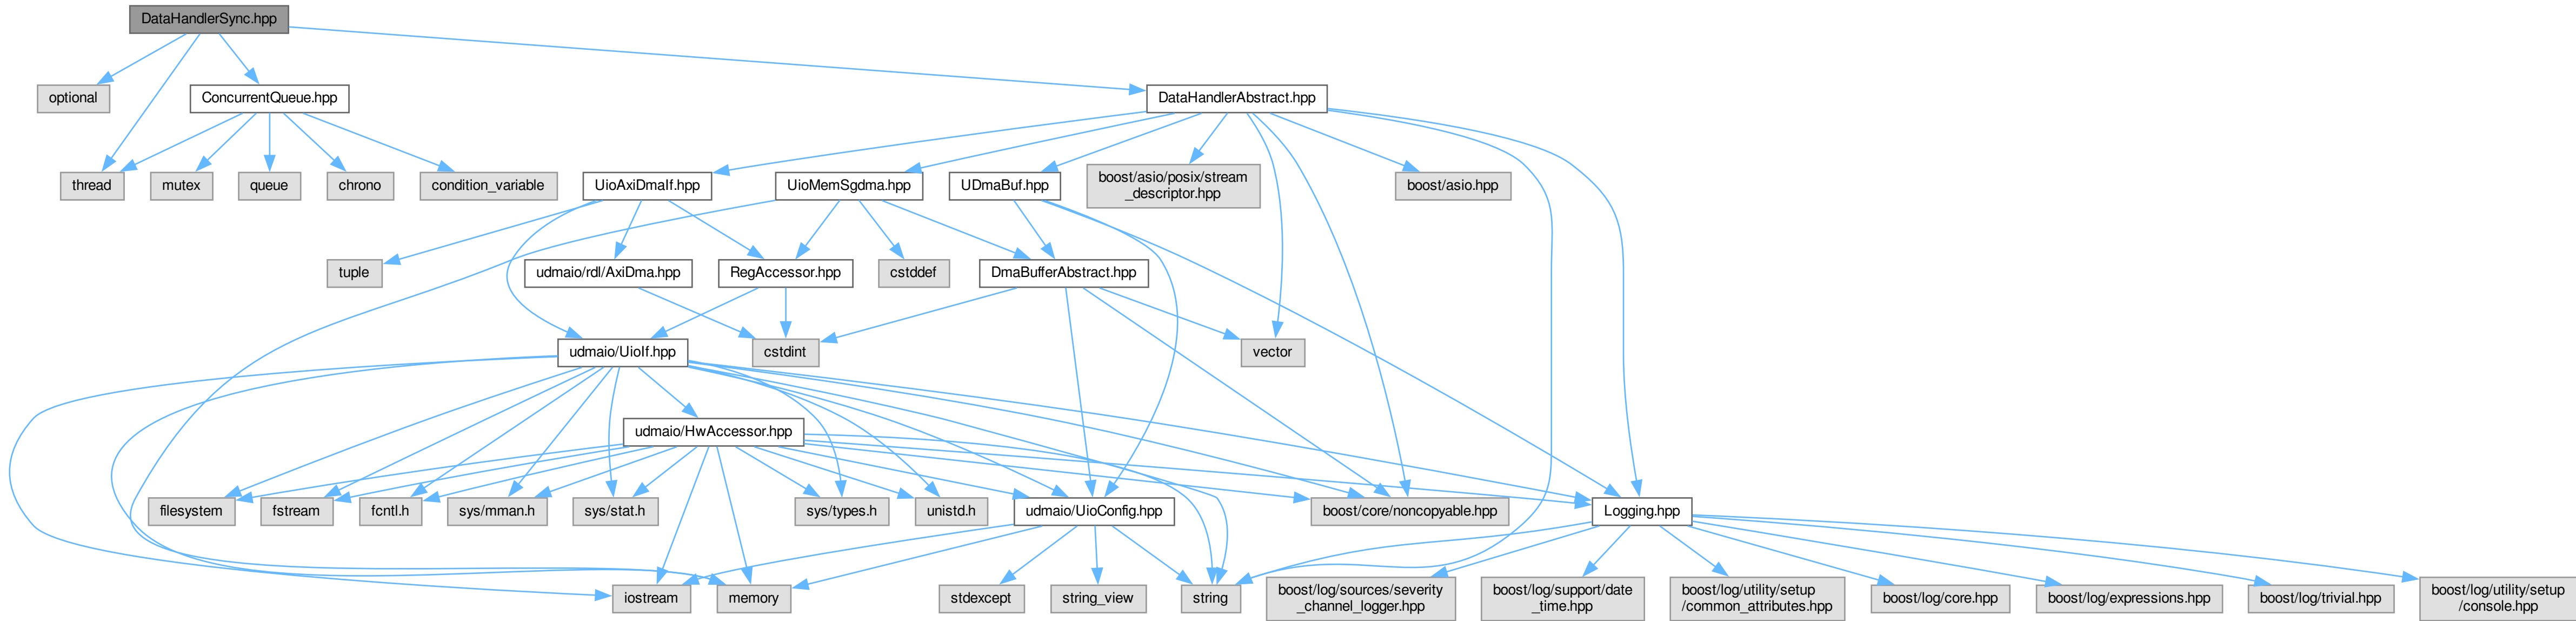 DataHandlerSync.hpp
optional
ConcurrentQueue.hpp
DataHandlerAbstract.hpp
thread
mutex
queue
chrono
condition_variable
UioAxiDmaIf.hpp
UioMemSgdma.hpp
UDmaBuf.hpp
boost/asio/posix/stream
_descriptor.hpp
boost/asio.hpp
tuple
udmaio/rdl/AxiDma.hpp
RegAccessor.hpp
cstddef
DmaBufferAbstract.hpp
udmaio/UioIf.hpp
cstdint
vector
udmaio/HwAccessor.hpp
filesystem
fstream
fcntl.h
sys/mman.h
sys/stat.h
sys/types.h
unistd.h
udmaio/UioConfig.hpp
boost/core/noncopyable.hpp
Logging.hpp
iostream
memory
stdexcept
string_view
string
boost/log/sources/severity
_channel_logger.hpp
boost/log/support/date
_time.hpp
boost/log/utility/setup
/common_attributes.hpp
boost/log/core.hpp
boost/log/expressions.hpp
boost/log/trivial.hpp
boost/log/utility/setup
/console.hpp